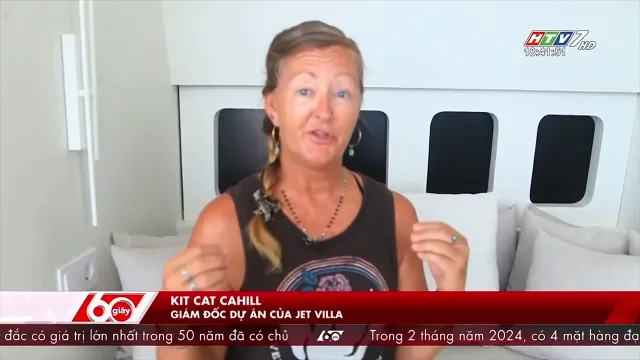 HTV7 HD
18:41:51
KIT CAT CAHILL
60 giây
GIÁM ĐỐC DỰ ÁN CỦA JET VILLA
đắc có giá trị lớn nhất trong 50 năm đã có chủ 60 Trong 2 tháng năm 2024, có 4 mặt hàng đạ